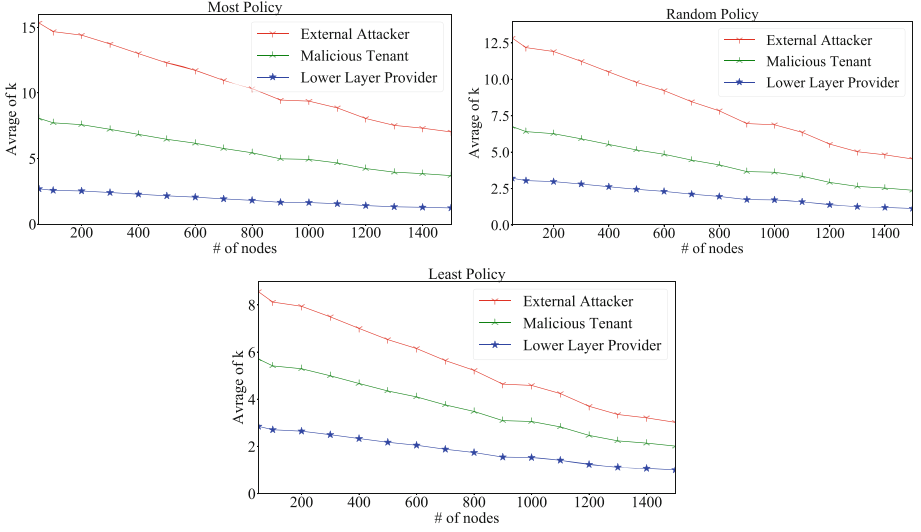 Most Policy
15
10
5
0
Avrage of k
External Attacker
Malicious Tenant
Lower Layer Provider
200 400 600 800 1000 1200 1400
# of nodes
Random Policy
12.5
10.0
7.5
5.0
2.5
0.0
Avrage of k
External Attacker
Malicious Tenant
Lower Layer Provider
200 400 600 800 1000 1200 1400
# of nodes
Least Policy
8
6
4
2
0
Avrage of k
External Attacker
Malicious Tenant
Lower Layer Provider
200 400 600 800 1000 1200 1400
# of nodes